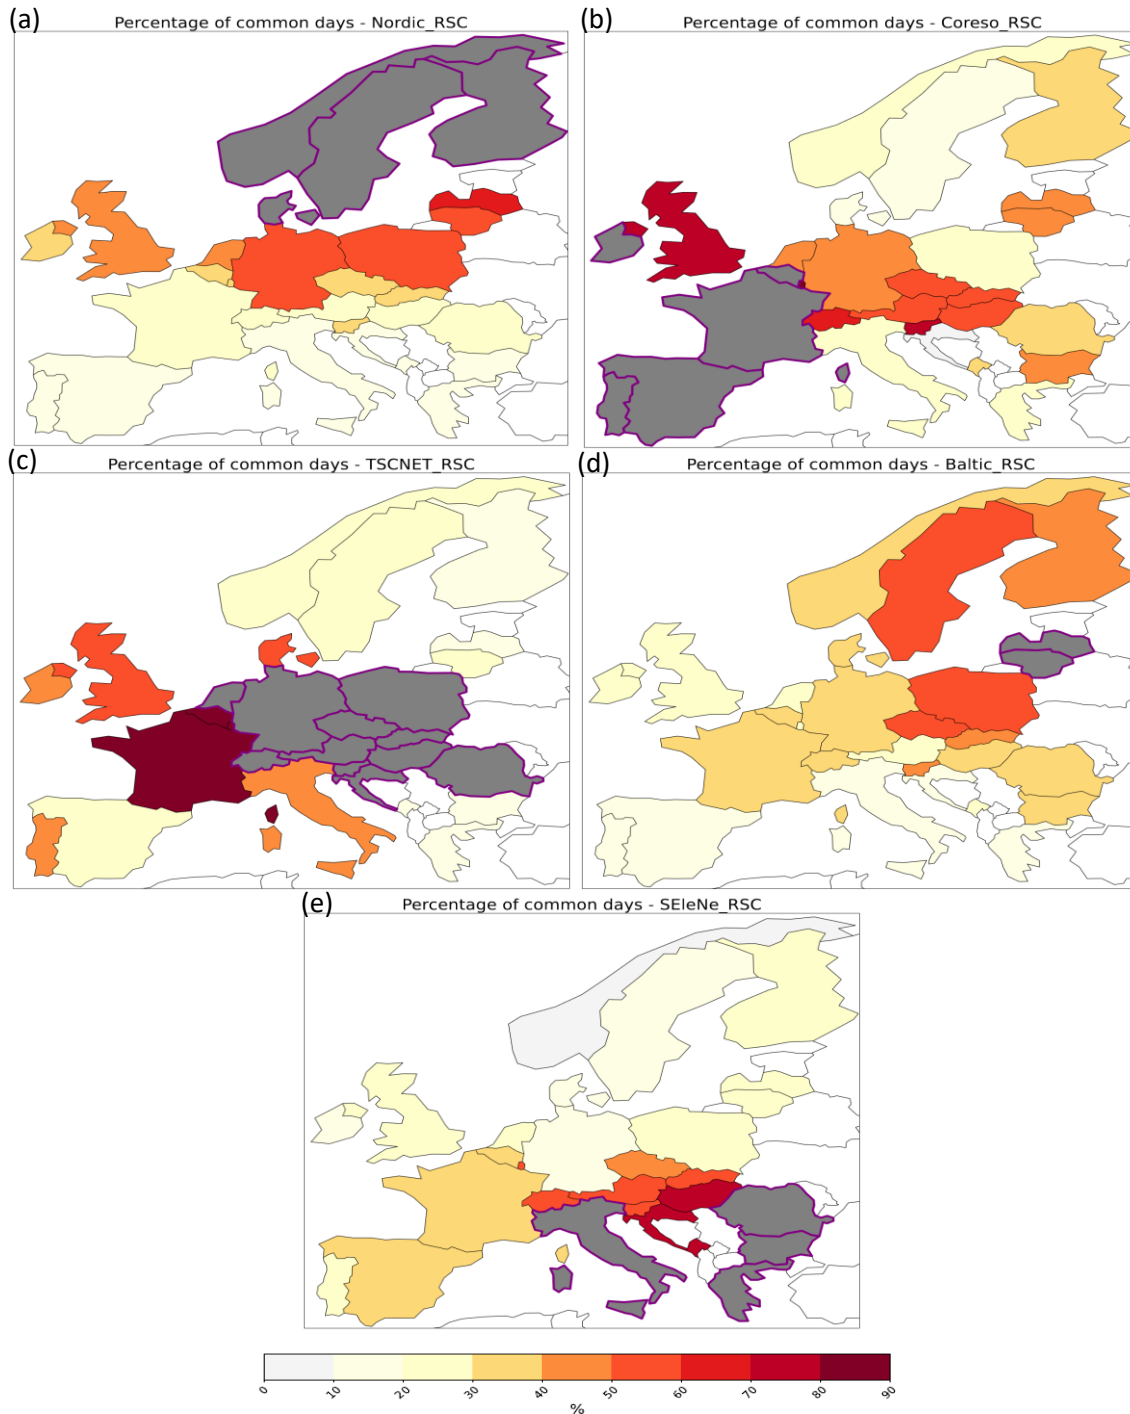 (a) Percentage of common days - Nordic_RSC
(b) Percentage of common days - Coreso_RSC
(c) Percentage of common days - TSCNET_RSC
(d) Percentage of common days - Baltic_RSC
(e) Percentage of common days - SEleNe_RSC
0 10 20 30 40 50 60 70 80 90
%